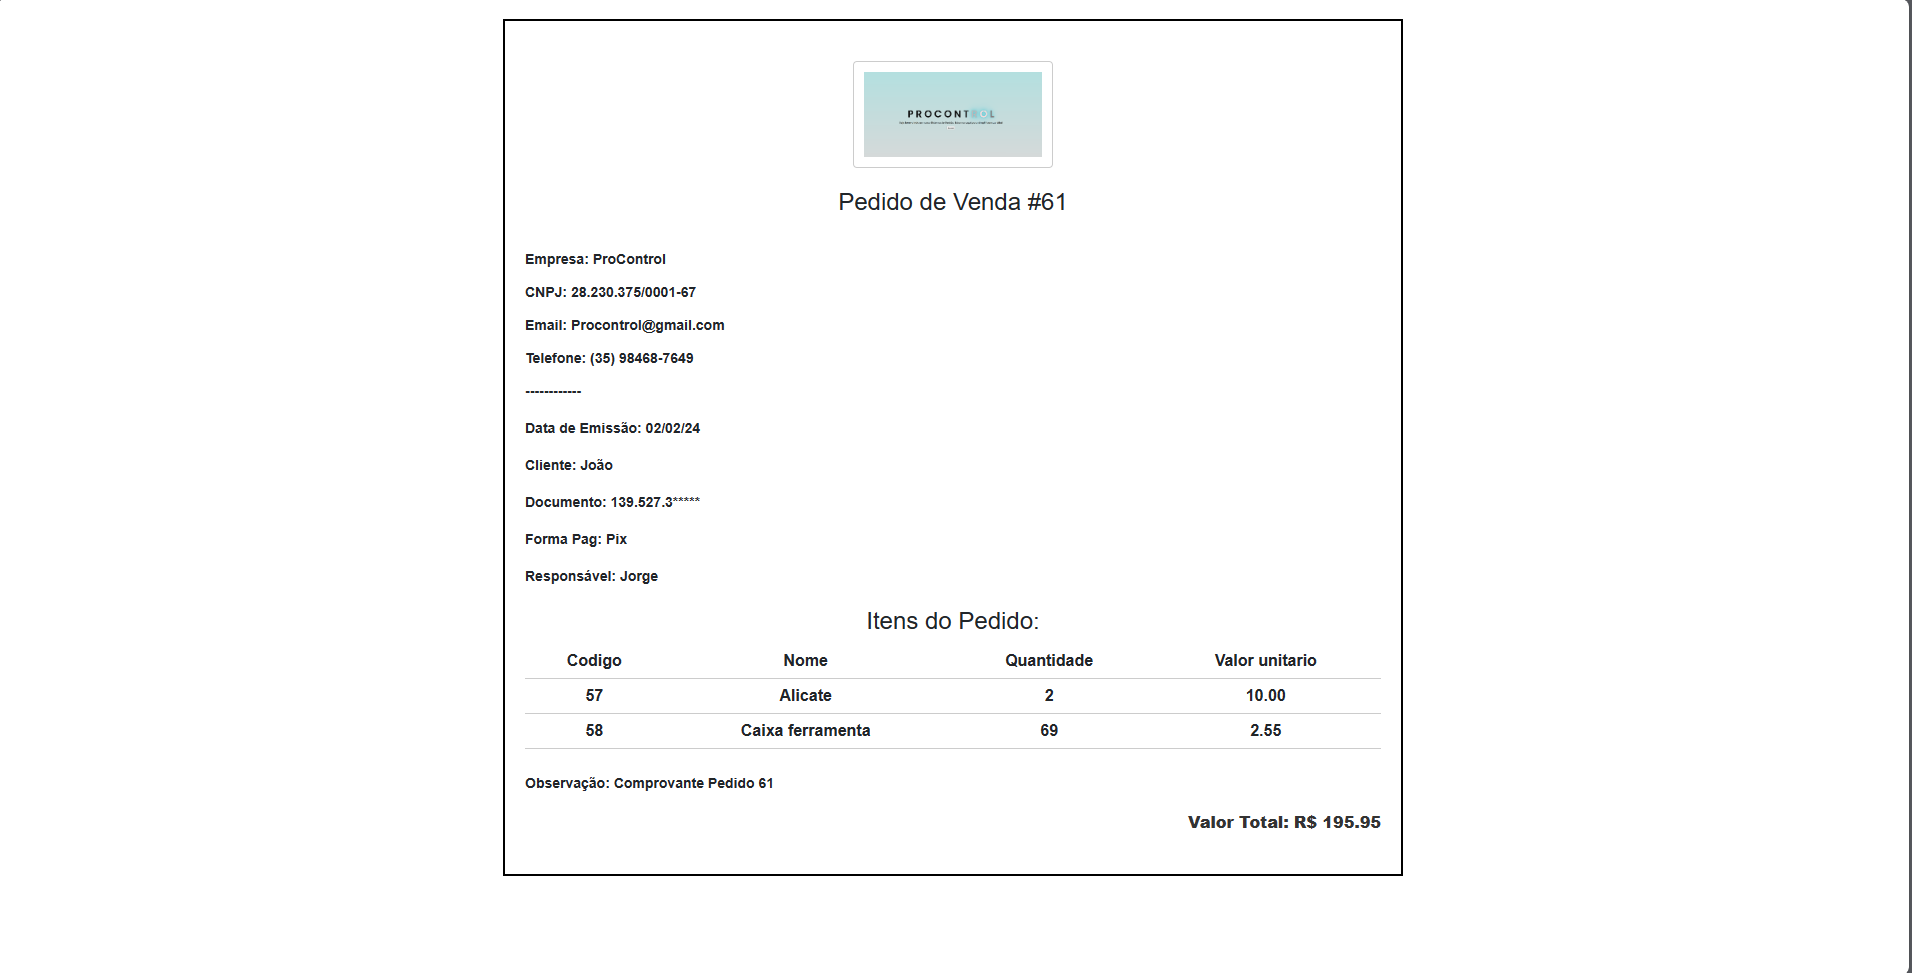 PROCONTROL
Pedido de Venda #61
Empresa: ProControl
CNPJ: 28.230.375/0001-67
Email: Procontrol@gmail.com
Telefone: (35) 98468-7649
------------
Data de Emissão: 02/02/24
Cliente: João
Documento: 139.527.3*****
Forma Pag: Pix
Responsável: Jorge
Itens do Pedido:
Codigo Nome Quantidade Valor unitario
57 Alicate 2 10.00
58 Caixa ferramenta 69 2.55
Observação: Comprovante Pedido 61
Valor Total: R$ 195.95